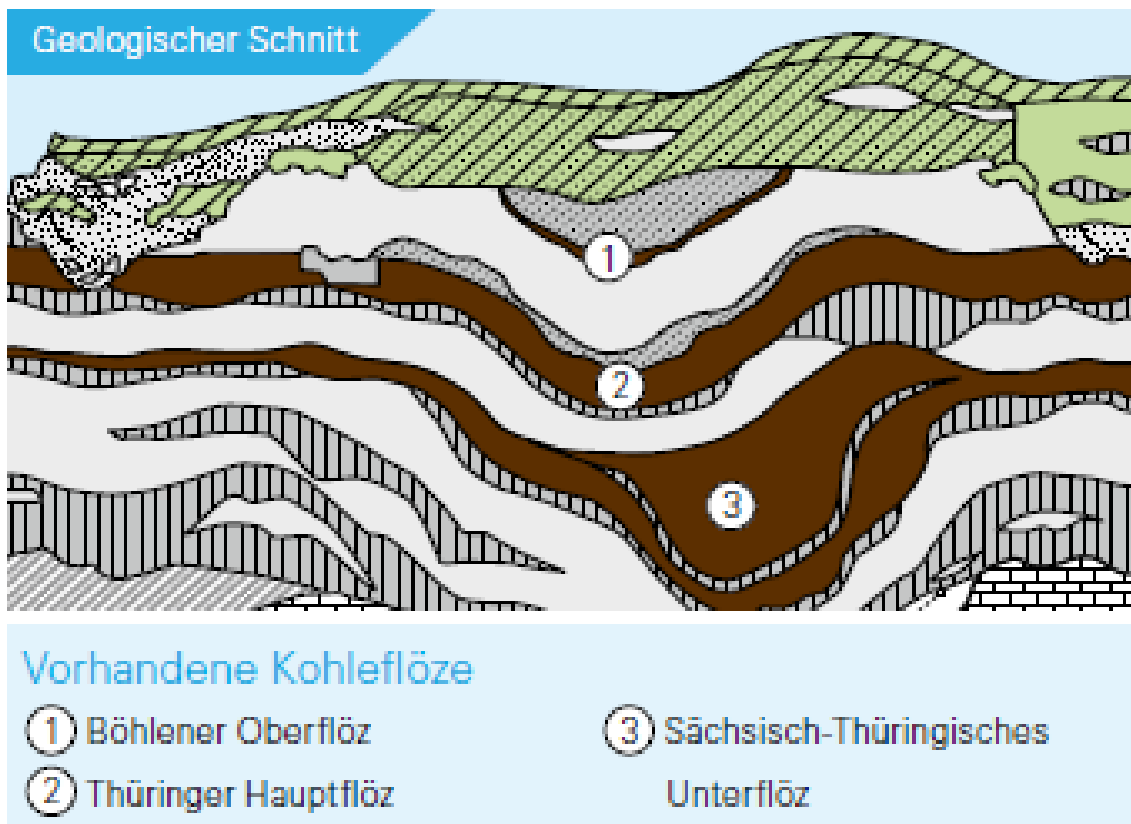 Geologischer Schnitt
1
2
3
Vorhandene Kohleflöze
1 Böhlener Oberflöz
2 Thüringer Hauptflöz
3 Sächsisch-Thüringisches
Unterflöz